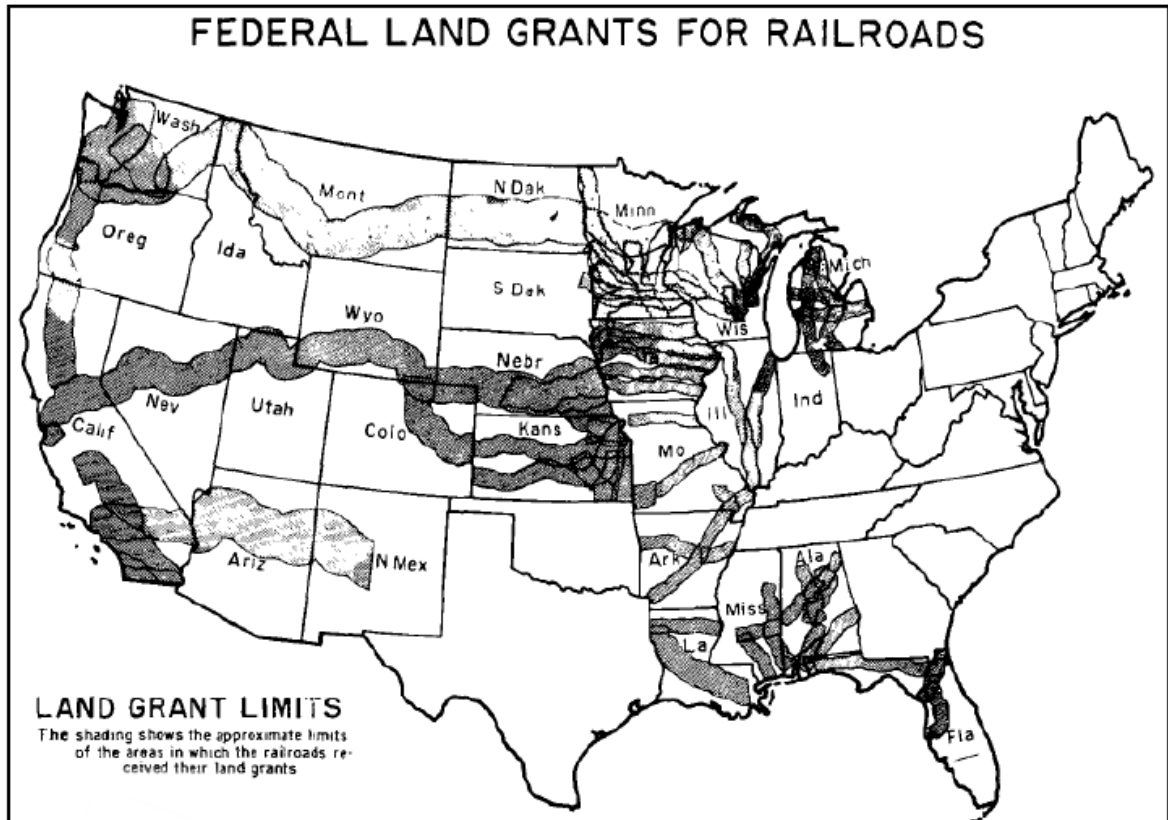 FEDERAL LAND GRANTS FOR RAILROADS
Wash
Mont
N Dak
Minn
Oreg
Ida
S Dak
Wis
Mich
Wyo
Nebr
Ia
Nev
Utah
Colo
Kans
Ill
Ind
Calif
Mo
Ariz
N Mex
Ark
Miss
Ala
La
Fla
LAND GRANT LIMITS
The shading shows the approximate limits
of the areas in which the railroads re-
ceived their land grants